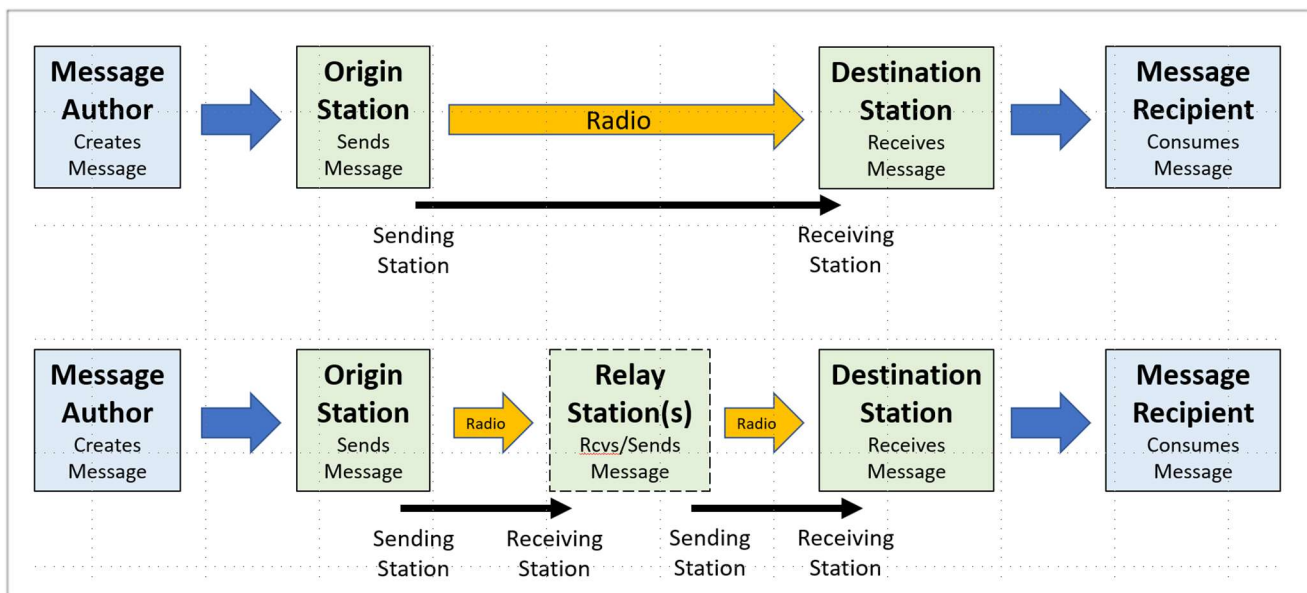 Message
Author
Creates
Message
Origin
Station
Sends
Message
Radio
Destination
Station
Receives
Message
Message
Recipient
Consumes
Message
Sending
Station
Receiving
Station
Message
Author
Creates
Message
Origin
Station
Sends
Message
Radio
Relay
Station(s)
Rcvs/Sends
Message
Radio
Destination
Station
Receives
Message
Message
Recipient
Consumes
Message
Sending
Station
Receiving
Station
Sending
Station
Receiving
Station